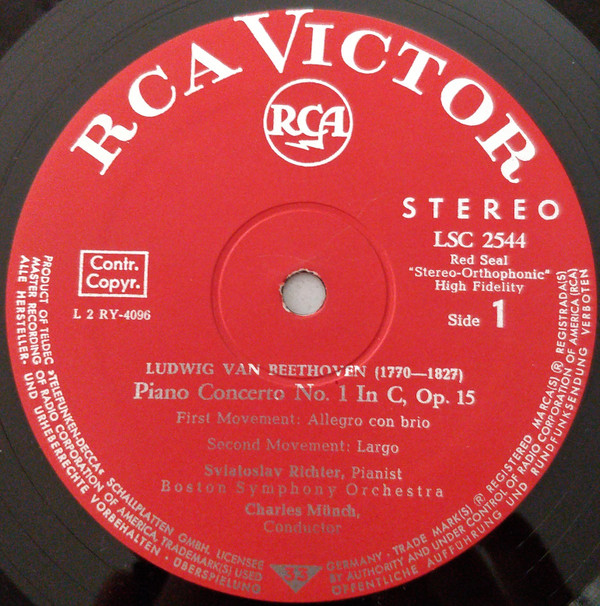 RCA VICTOR
RCA
STEREO
LSC 2544
Red Seal
"Stereo-Orthophonic"
High Fidelity
Side 1
Contr.
Copyr.
L 2 RY-4096
LUDWIG VAN BEETHOVEN (1770—1827)
Piano Concerto No. 1 In C, Op. 15
First Movement: Allegro con brio
Second Movement: Largo
Sviatoslav Richter, Pianist
Boston Symphony Orchestra
Charles Münch,
Conductor
33
PRODUCT OF TELDEC »TELEFUNKEN-DECCA« SCHALLPLATTEN GMBH, LICENSEE
MASTER RECORDING OF RADIO CORPORATION OF AMERICA, TRADEMARK(S) USED
ALLE HERSTELLER- UND URHEBERRECHTE VORBEHALTEN · ÜBERSPIELUNG
GERMANY - TRADE MARK(S) ® REGISTERED MARCA(S) ® REGISTRADA(S)
BY AUTHORITY AND UNDER CONTROL OF RADIO CORPORATION OF AMERICA (RCA)
ÖFFENTLICHE AUFFÜHRUNG UND RUNDFUNKSENDUNG VERBOTEN